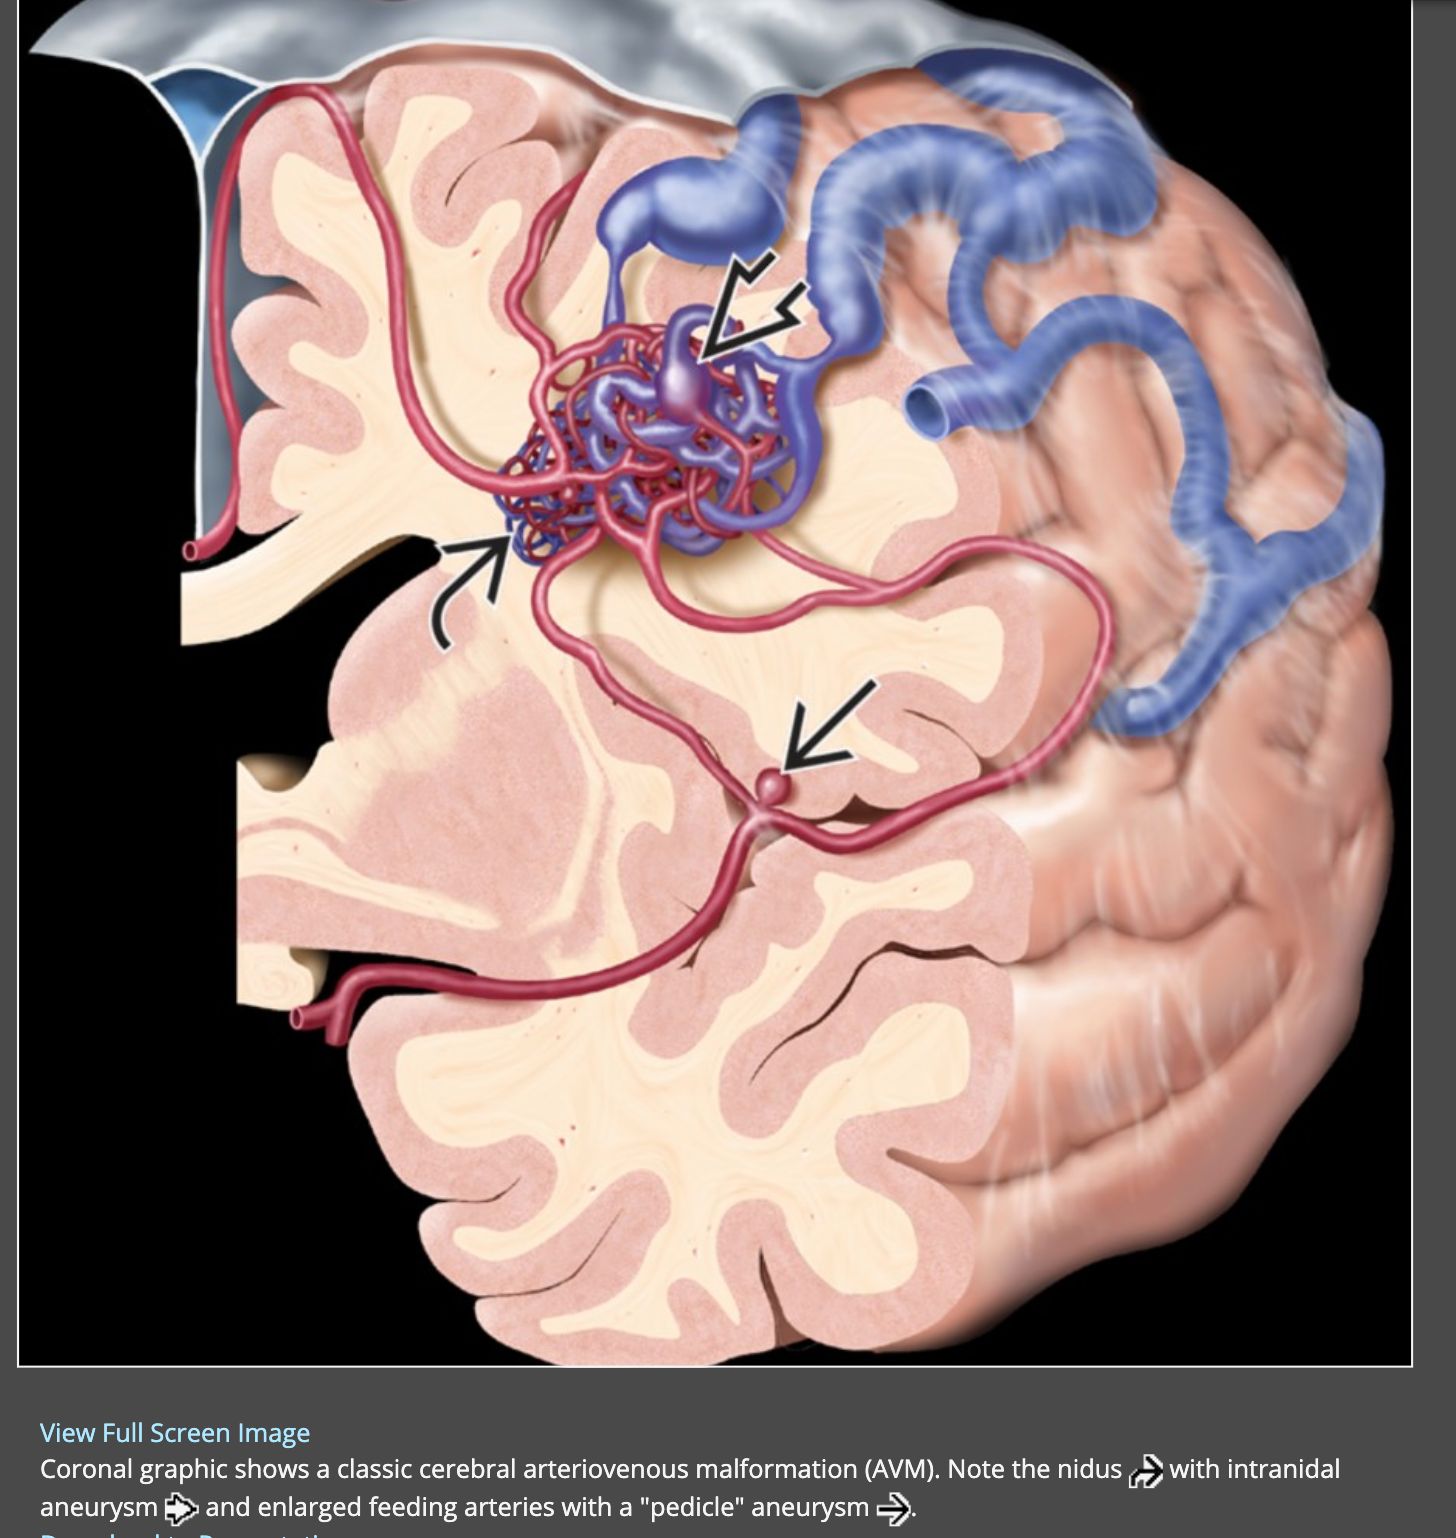 View Full Screen Image
Coronal graphic shows a classic cerebral arteriovenous malformation (AVM). Note the nidus with intranidal
aneurysm and enlarged feeding arteries with a "pedicle" aneurysm .